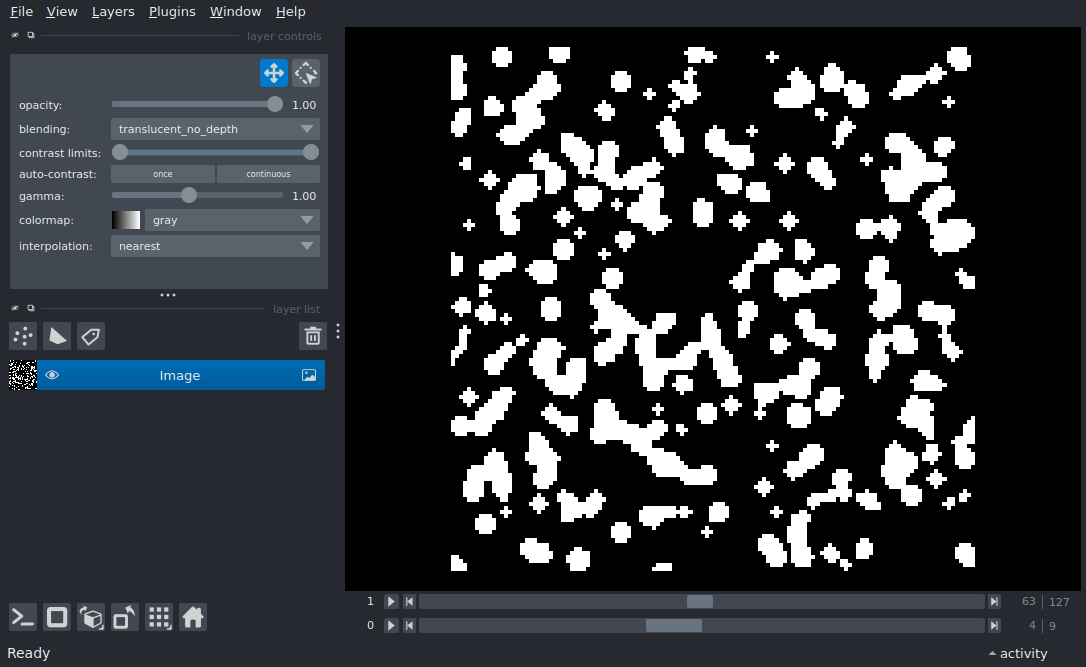 File View Layers Plugins Window Help
layer controls
opacity: 1.00
blending: translucent_no_depth
contrast limits:
auto-contrast: once continuous
gamma: 1.00
colormap: gray
interpolation: nearest
layer list
Image
1 63 127
0 4 9
Ready activity